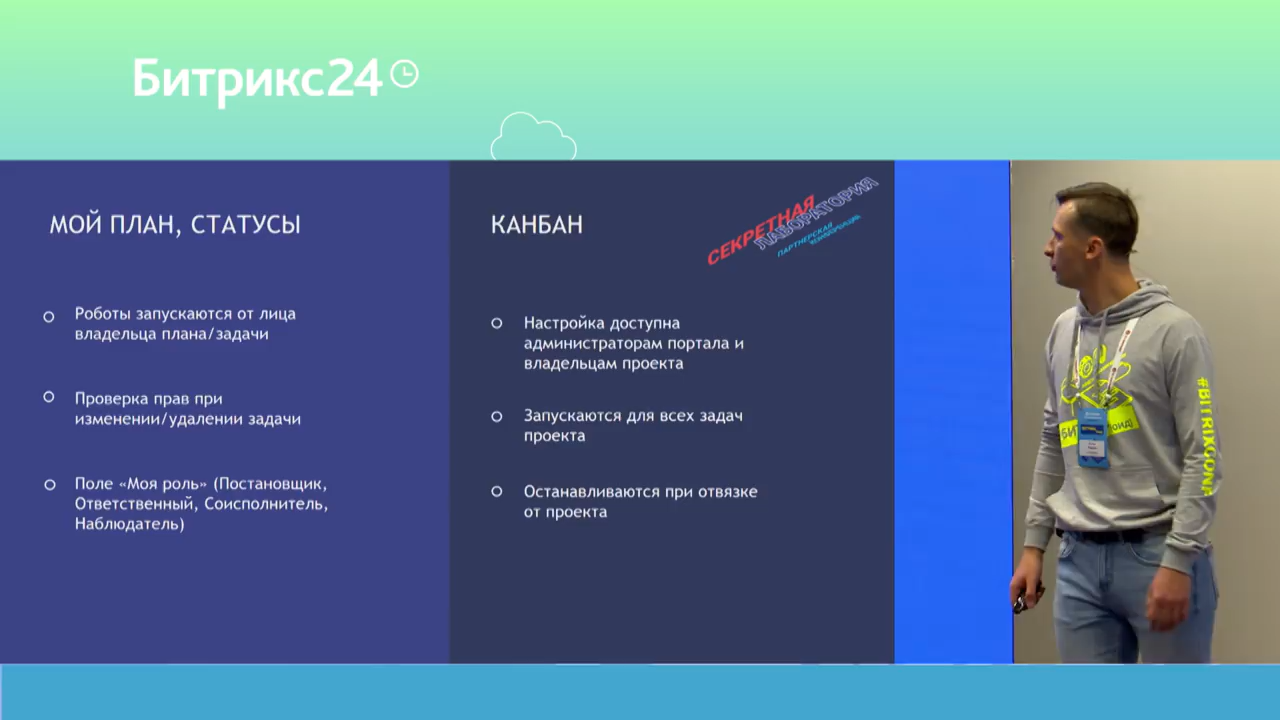 Битрикс24
МОЙ ПЛАН, СТАТУСЫ
Роботы запускаются от лица
владельца плана/задачи
Проверка прав при
изменении/удалении задачи
Поле «Моя роль» (Постановщик,
Ответственный, Соисполнитель,
Наблюдатель)
КАНБАН
СЕКРЕТНАЯ
ЛАБОРАТОРИЯ
ПАРТНЕРСКАЯ
Настройка доступна
администраторам портала и
владельцам проекта
Запускаются для всех задач
проекта
Останавливаются при отвязке
от проекта
#BITRIXCONF